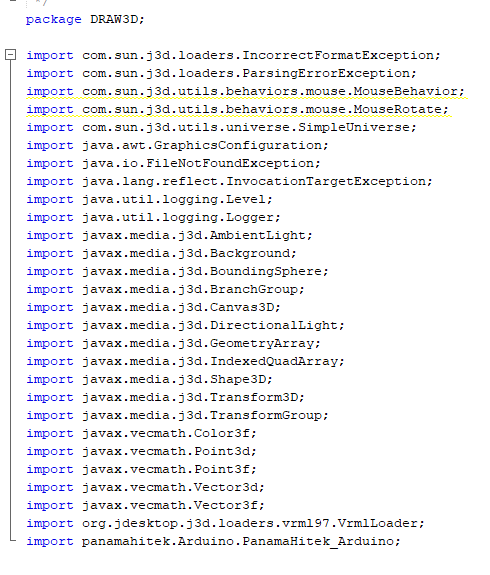 */
package DRAW3D;
import com.sun.j3d.loaders.IncorrectFormatException;
import com.sun.j3d.loaders.ParsingErrorException;
import com.sun.j3d.utils.behaviors.mouse.MouseBehavior;
import com.sun.j3d.utils.behaviors.mouse.MouseRotate;
import com.sun.j3d.utils.universe.SimpleUniverse;
import java.awt.GraphicsConfiguration;
import java.io.FileNotFoundException;
import java.lang.reflect.InvocationTargetException;
import java.util.logging.Level;
import java.util.logging.Logger;
import javax.media.j3d.AmbientLight;
import javax.media.j3d.Background;
import javax.media.j3d.BoundingSphere;
import javax.media.j3d.BranchGroup;
import javax.media.j3d.Canvas3D;
import javax.media.j3d.DirectionalLight;
import javax.media.j3d.GeometryArray;
import javax.media.j3d.IndexedQuadArray;
import javax.media.j3d.Shape3D;
import javax.media.j3d.Transform3D;
import javax.media.j3d.TransformGroup;
import javax.vecmath.Color3f;
import javax.vecmath.Point3d;
import javax.vecmath.Point3f;
import javax.vecmath.Vector3d;
import javax.vecmath.Vector3f;
import org.jdesktop.j3d.loaders.vrml97.VrmlLoader;
import panamahitek.Arduino.PanamaHitek_Arduino;